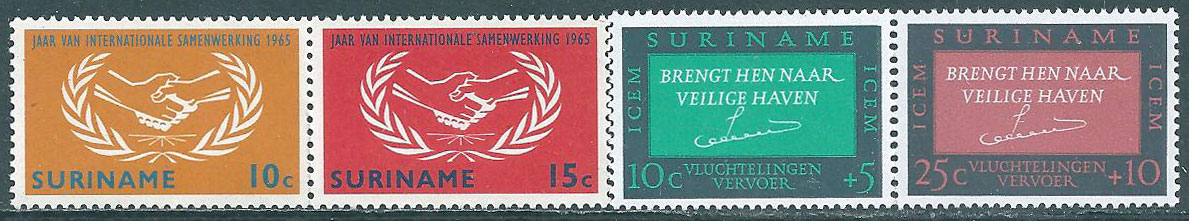 JAAR VAN INTERNATIONALE SAMENWERKING 1965
SURINAME 10c
JAAR VAN INTERNATIONALE SAMENWERKING 1965
SURINAME 15c
SURINAME
ICEM
BRENGT HEN NAAR
VEILIGE HAVEN
ICEM
10c VLUCHTELINGEN
VERVOER +5
SURINAME
ICEM
BRENGT HEN NAAR
VEILIGE HAVEN
ICEM
25c VLUCHTELINGEN
VERVOER +10